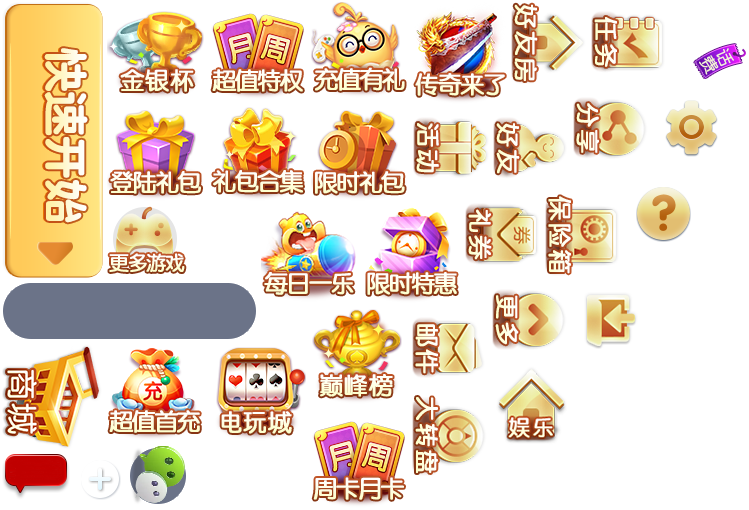 快速开始
金银杯
月 周
超值特权
充值有礼
传奇来了
好友房
任务
话费
登陆礼包
礼包合集
限时礼包
活动
好友
分享
更多游戏
每日一乐
限时特惠
礼券
券
保险箱
?
商城
充
超值首充
电玩城
巅峰榜
邮件
更多
大转盘
娱乐
月 周
周卡月卡